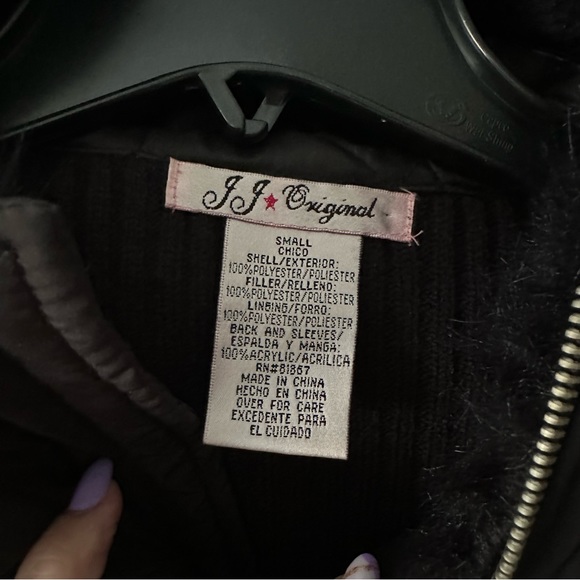 JJ★Original
SMALL
CHICO
SHELL/EXTERIOR:
100%POLYESTER/POLIESTER
FILLER/RELLENO:
100%POLYESTER/POLIESTER
LINBING/FORRO:
100%POLYESTER/POLIESTER
BACK AND SLEEVES/
ESPALDA Y MANGA:
100%ACRYLIC/ACRILICA
RN#81867
MADE IN CHINA
HECHO EN CHINA
OVER FOR CARE
EXCEDENTE PARA
EL CUIDADO